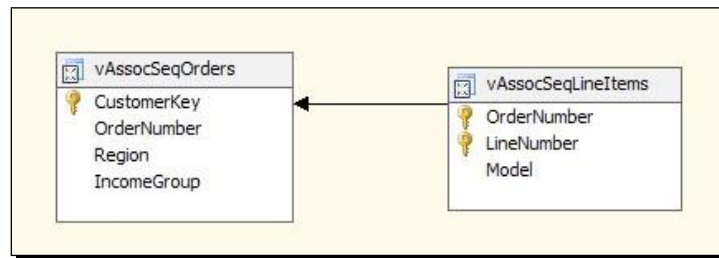 vAssocSeqOrders
CustomerKey
OrderNumber
Region
IncomeGroup
vAssocSeqLineItems
OrderNumber
LineNumber
Model